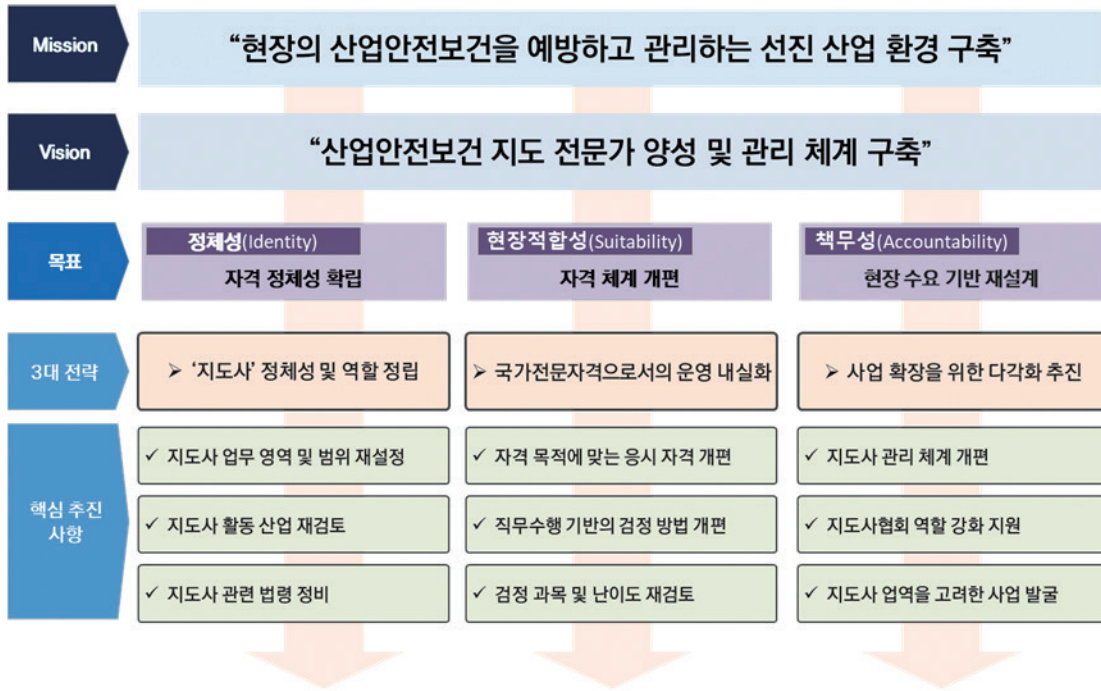 Mission
“현장의 산업안전보건을 예방하고 관리하는 선진 산업 환경 구축”
Vision
“산업안전보건 지도 전문가 양성 및 관리 체계 구축”
목표
정체성(Identity)
자격 정체성 확립
현장적합성(Suitability)
자격 체계 개편
책무성(Accountability)
현장 수요 기반 재설계
3대 전략
➢ ‘지도사’ 정체성 및 역할 정립
➢ 국가전문자격으로서의 운영 내실화
➢ 사업 확장을 위한 다각화 추진
핵심 추진
사항
✓ 지도사 업무 영역 및 범위 재설정
✓ 자격 목적에 맞는 응시 자격 개편
✓ 지도사 관리 체계 개편
✓ 지도사 활동 산업 재검토
✓ 직무수행 기반의 검정 방법 개편
✓ 지도사협회 역할 강화 지원
✓ 지도사 관련 법령 정비
✓ 검정 과목 및 난이도 재검토
✓ 지도사 업역을 고려한 사업 발굴